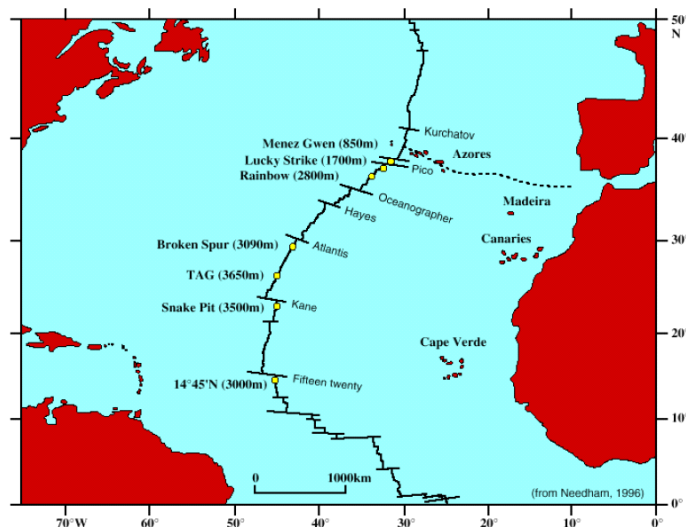 50°
N
Kurchatov
40°
Menez Gwen (850m)
Azores
Lucky Strike (1700m)
Pico
Rainbow (2800m)
Oceanographer
Madeira
Hayes
Canaries
30°
Broken Spur (3090m)
Atlantis
TAG (3650m)
Kane
Snake Pit (3500m)
20°
Cape Verde
Fifteen twenty
14°45'N (3000m)
10°
0
1000km
(from Needham, 1996)
0°
70°W
60°
50°
40°
30°
20°
10°
0°